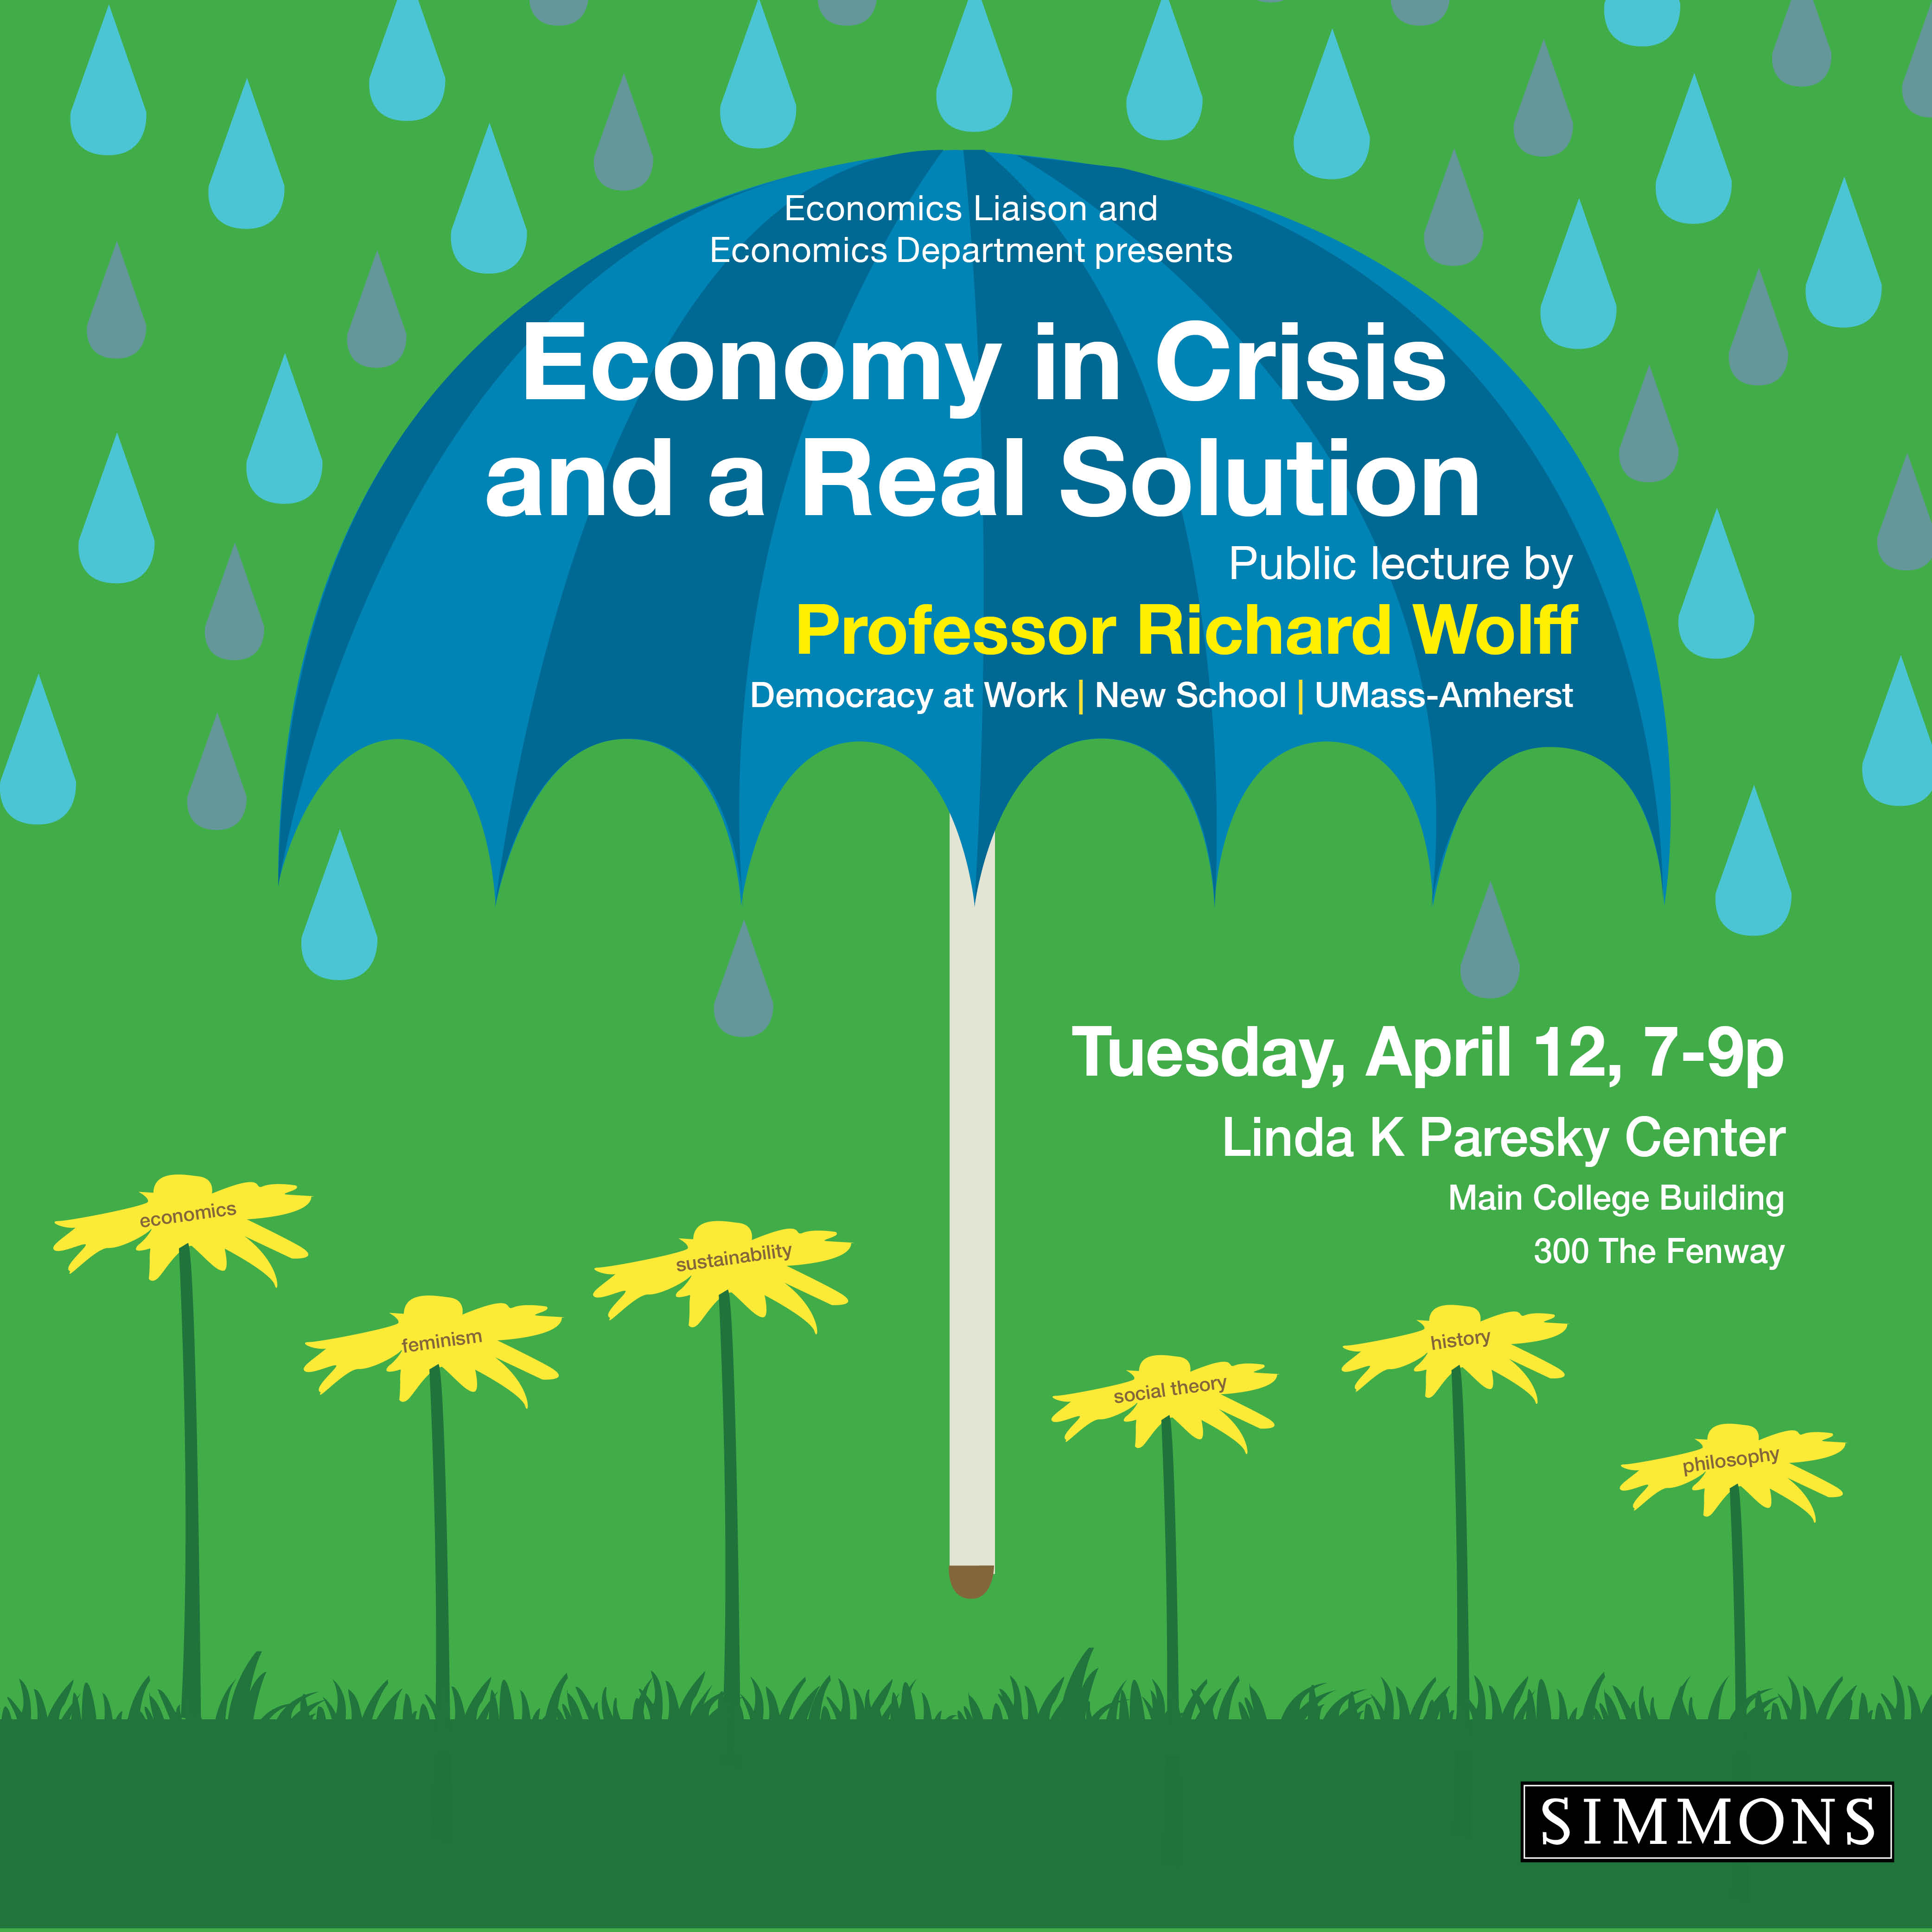 Economics Liaison and
Economics Department presents
Economy in Crisis
and a Real Solution
Public lecture by
Professor Richard Wolff
Democracy at Work | New School | UMass-Amherst
Tuesday, April 12, 7-9p
Linda K Paresky Center
Main College Building
300 The Fenway
economics
feminism
sustainability
social theory
history
philosophy
SIMMONS